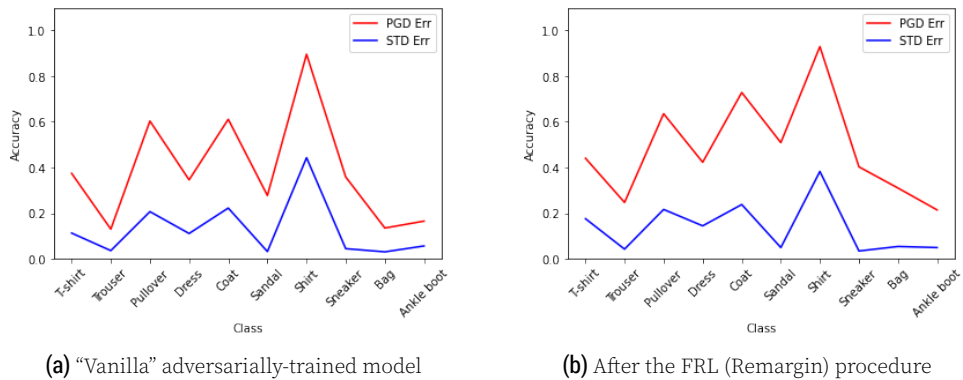 1.0
0.8
0.6
0.4
0.2
0.0
Accuracy
PGD Err
STD Err
T-shirt
Trouser
Pullover
Dress
Coat
Sandal
Shirt
Sneaker
Bag
Ankle boot
Class
(a) “Vanilla” adversarially-trained model
1.0
0.8
0.6
0.4
0.2
0.0
Accuracy
PGD Err
STD Err
T-shirt
Trouser
Pullover
Dress
Coat
Sandal
Shirt
Sneaker
Bag
Ankle boot
Class
(b) After the FRL (Remargin) procedure